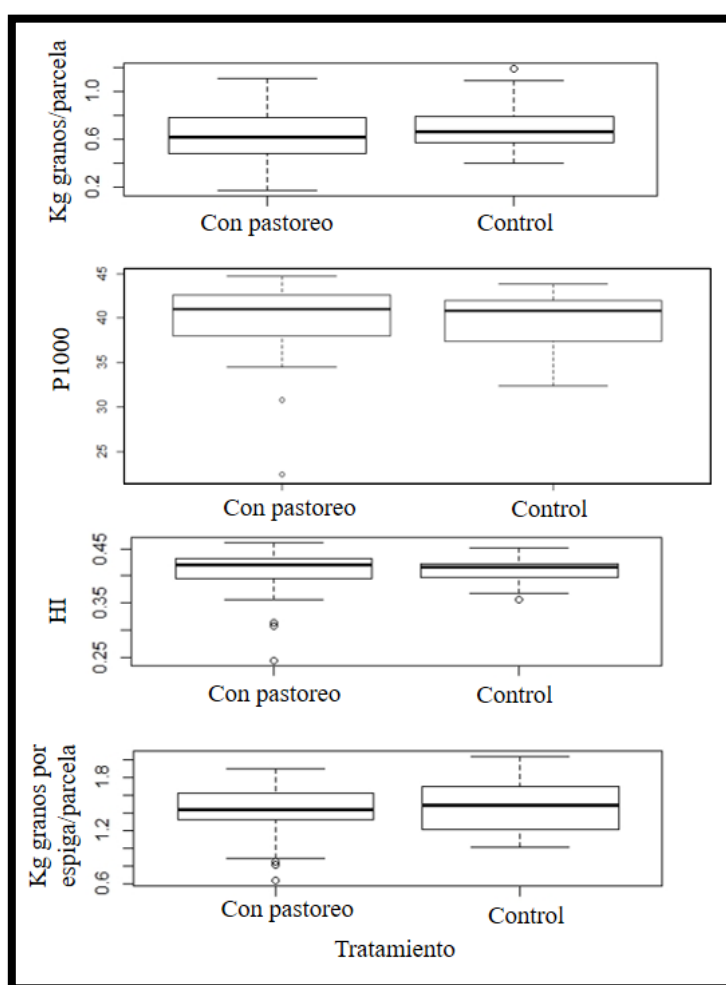 Kg granos/parcela
1.0
0.6
0.2
Con pastoreo
Control
P1000
45
40
35
30
25
Con pastoreo
Control
HI
0.45
0.35
0.25
Con pastoreo
Control
Kg granos por
espiga/parcela
1.8
1.2
0.6
Con pastoreo
Control
Tratamiento